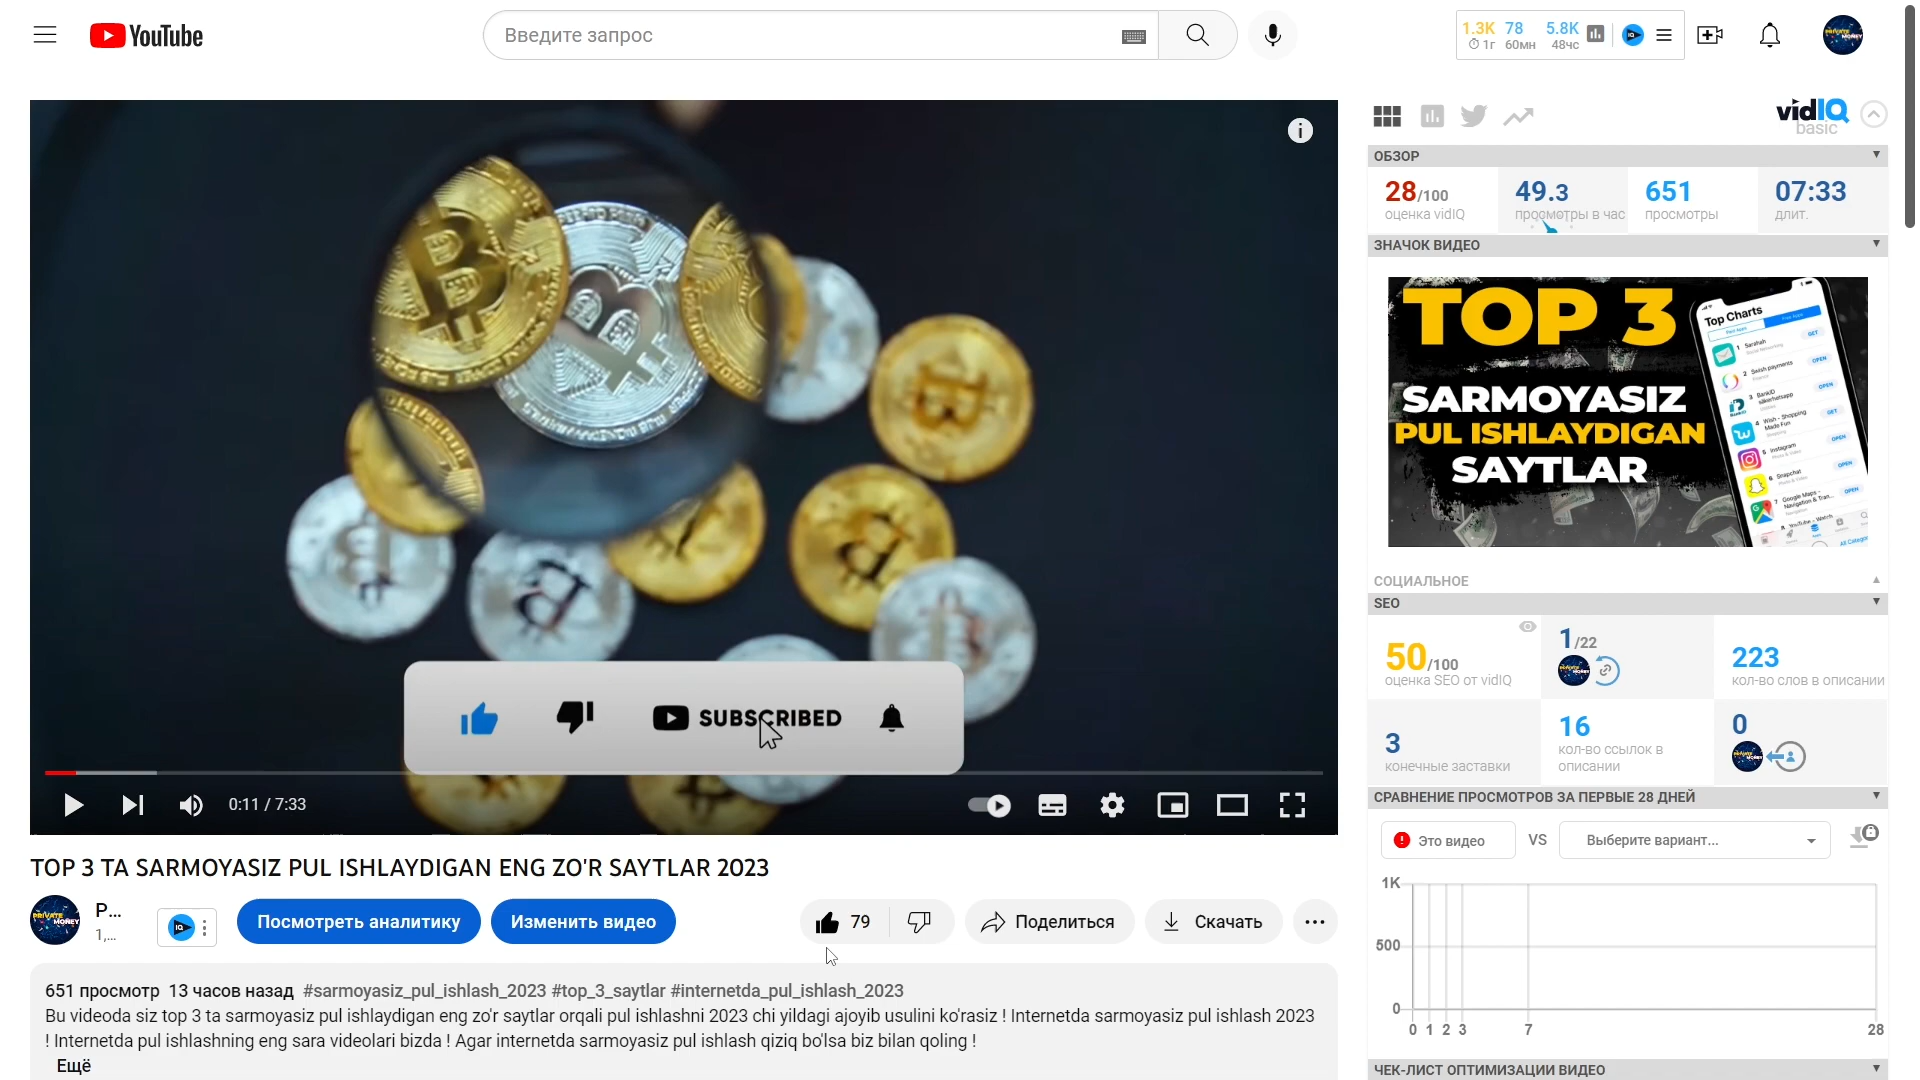 YouTube
Введите запрос
1.3K 78 5.8K
1г 60мн 48чс
vidIQ
basic
ОБЗОР
28/100
оценка vidIQ
49.3
просмотры в час
651
просмотры
07:33
длит.
ЗНАЧОК ВИДЕО
TOP 3
SARMOYASIZ
PUL ISHLAYDIGAN
SAYTLAR
Top Charts
СОЦИАЛЬНОЕ
SEO
50/100
оценка SEO от vidIQ
1/22
223
кол-во слов в описании
3
конечные заставки
16
кол-во ссылок в
описании
0
SUBSCRIBED
0:11 / 7:33
СРАВНЕНИЕ ПРОСМОТРОВ ЗА ПЕРВЫЕ 28 ДНЕЙ
Это видео VS Выберите вариант...
1K
500
0
0 1 2 3 7 28
ЧЕК-ЛИСТ ОПТИМИЗАЦИИ ВИДЕО
TOP 3 TA SARMOYASIZ PUL ISHLAYDIGAN ENG ZO'R SAYTLAR 2023
P...
1,...
Посмотреть аналитику
Изменить видео
79
Поделиться
Скачать
651 просмотр 13 часов назад #sarmoyasiz_pul_ishlash_2023 #top_3_saytlar #internetda_pul_ishlash_2023
Bu videoda siz top 3 ta sarmoyasiz pul ishlaydigan eng zo'r saytlar orqali pul ishlashni 2023 chi yildagi ajoyib usulini ko'rasiz ! Internetda sarmoyasiz pul ishlash 2023
! Internetda pul ishlashning eng sara videolari bizda ! Agar internetda sarmoyasiz pul ishlash qiziq bo'lsa biz bilan qoling !
Ещё